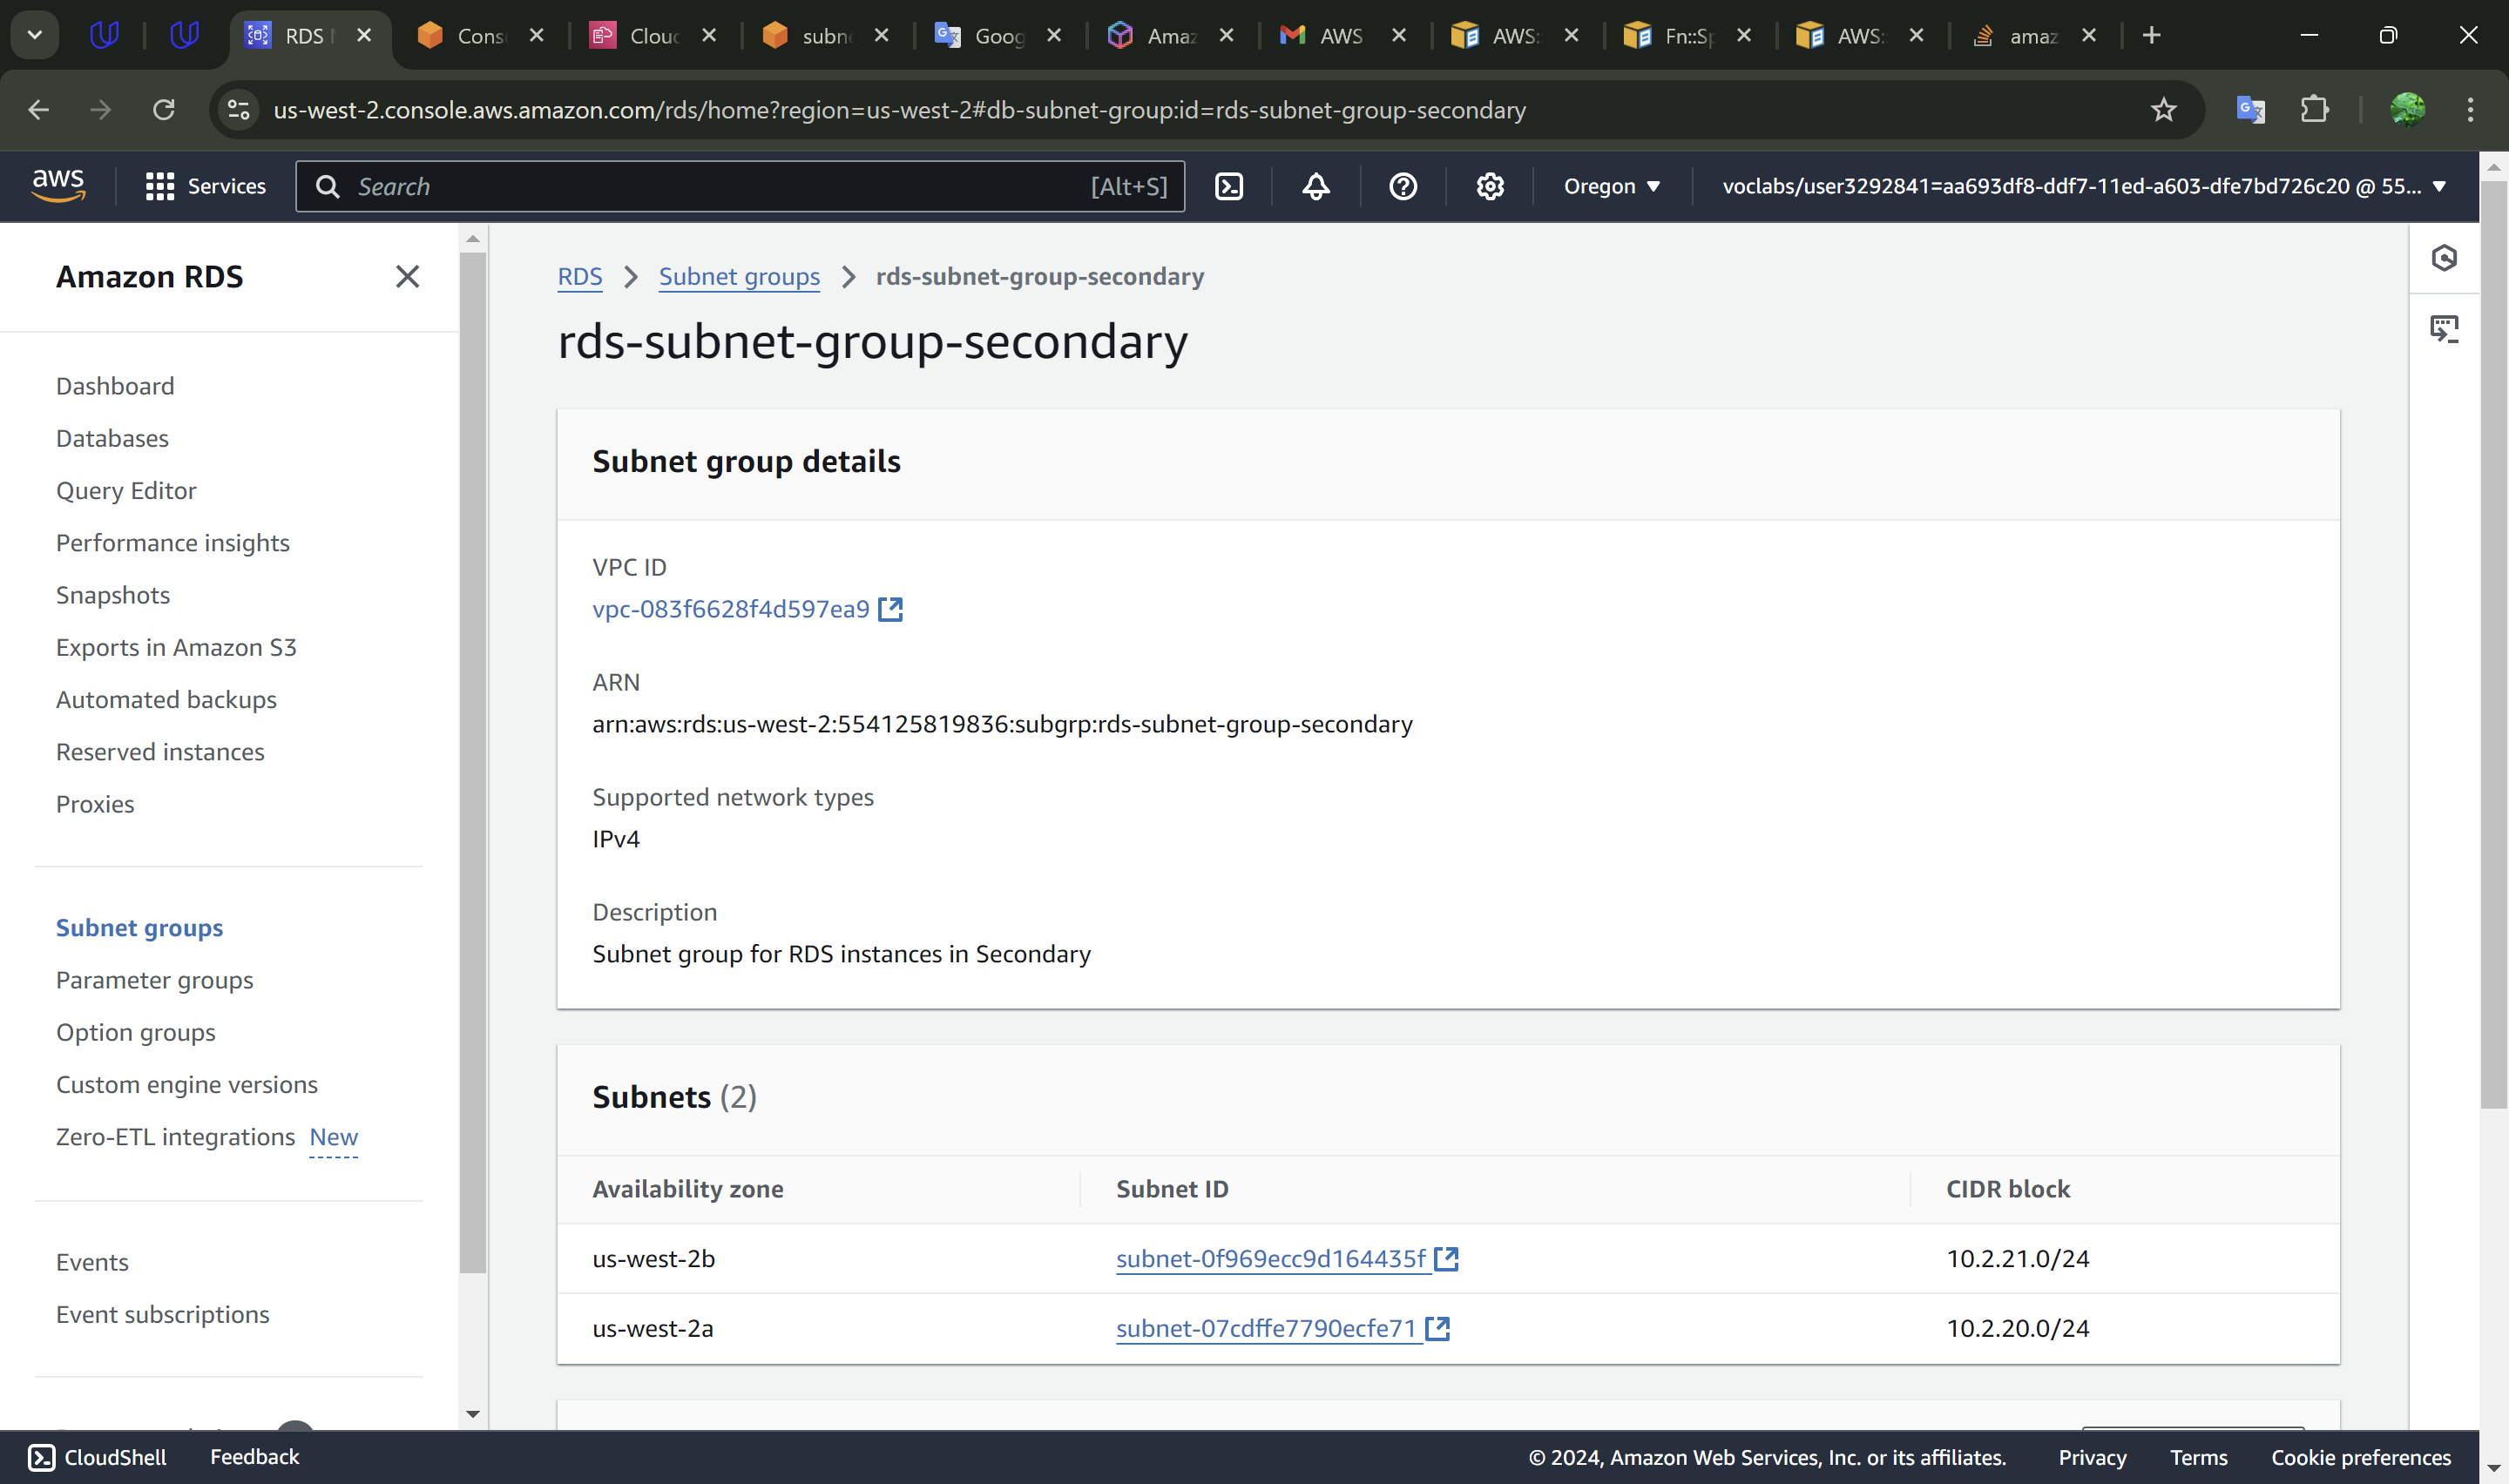 RDS
Cons
Clou
subn
Goog
Amaz
AWS
AWS:
Fn::Sp
AWS:
amaz
us-west-2.console.aws.amazon.com/rds/home?region=us-west-2#db-subnet-group:id=rds-subnet-group-secondary
aws
Services
Search
[Alt+S]
Oregon
voclabs/user3292841=aa693df8-ddf7-11ed-a603-dfe7bd726c20 @ 55...
Amazon RDS
Dashboard
Databases
Query Editor
Performance insights
Snapshots
Exports in Amazon S3
Automated backups
Reserved instances
Proxies
Subnet groups
Parameter groups
Option groups
Custom engine versions
Zero-ETL integrations New
Events
Event subscriptions
RDS
Subnet groups
rds-subnet-group-secondary
rds-subnet-group-secondary
Subnet group details
VPC ID
vpc-083f6628f4d597ea9
ARN
arn:aws:rds:us-west-2:554125819836:subgrp:rds-subnet-group-secondary
Supported network types
IPv4
Description
Subnet group for RDS instances in Secondary
Subnets (2)
Availability zone
Subnet ID
CIDR block
us-west-2b
subnet-0f969ecc9d164435f
10.2.21.0/24
us-west-2a
subnet-07cdffe7790ecfe71
10.2.20.0/24
CloudShell
Feedback
© 2024, Amazon Web Services, Inc. or its affiliates.
Privacy
Terms
Cookie preferences